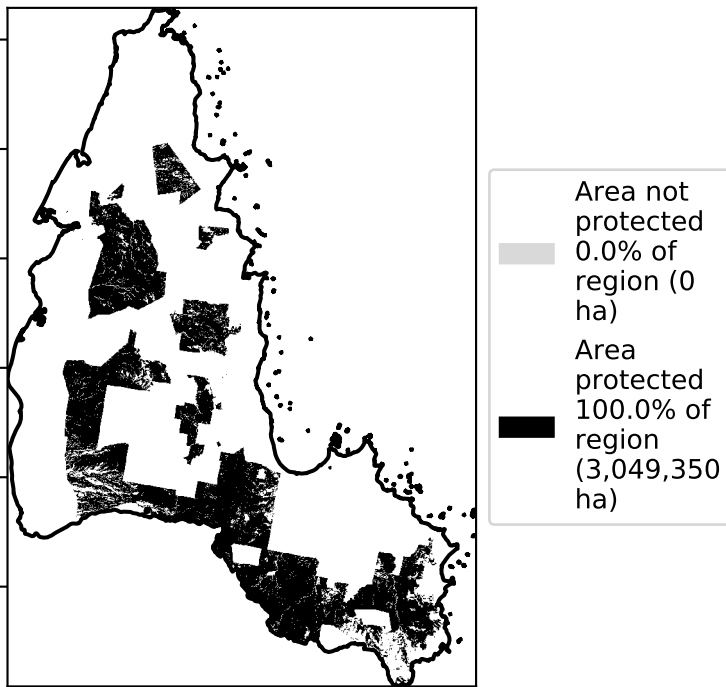 Area not
protected
0.0% of
region (0
ha)
Area
protected
100.0% of
region
(3,049,350
ha)